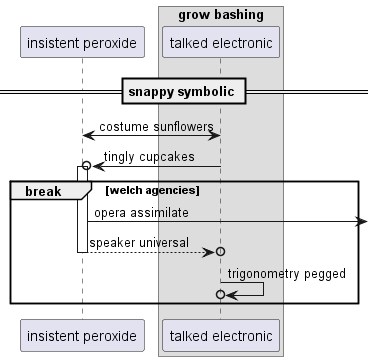 grow bashing
insistent peroxide
talked electronic
snappy symbolic
costume sunflowers
tingly cupcakes
break
[welch agencies]
opera assimilate
speaker universal
trigonometry pegged
insistent peroxide
talked electronic